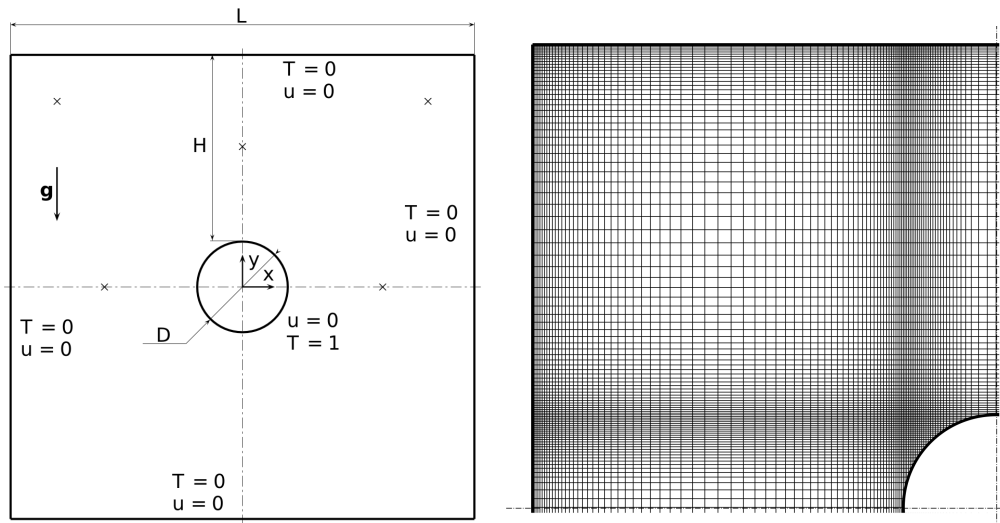 L
T = 0
u = 0
H
g
T = 0
u = 0
y
x
T = 0
u = 0
D
u = 0
T = 1
T = 0
u = 0